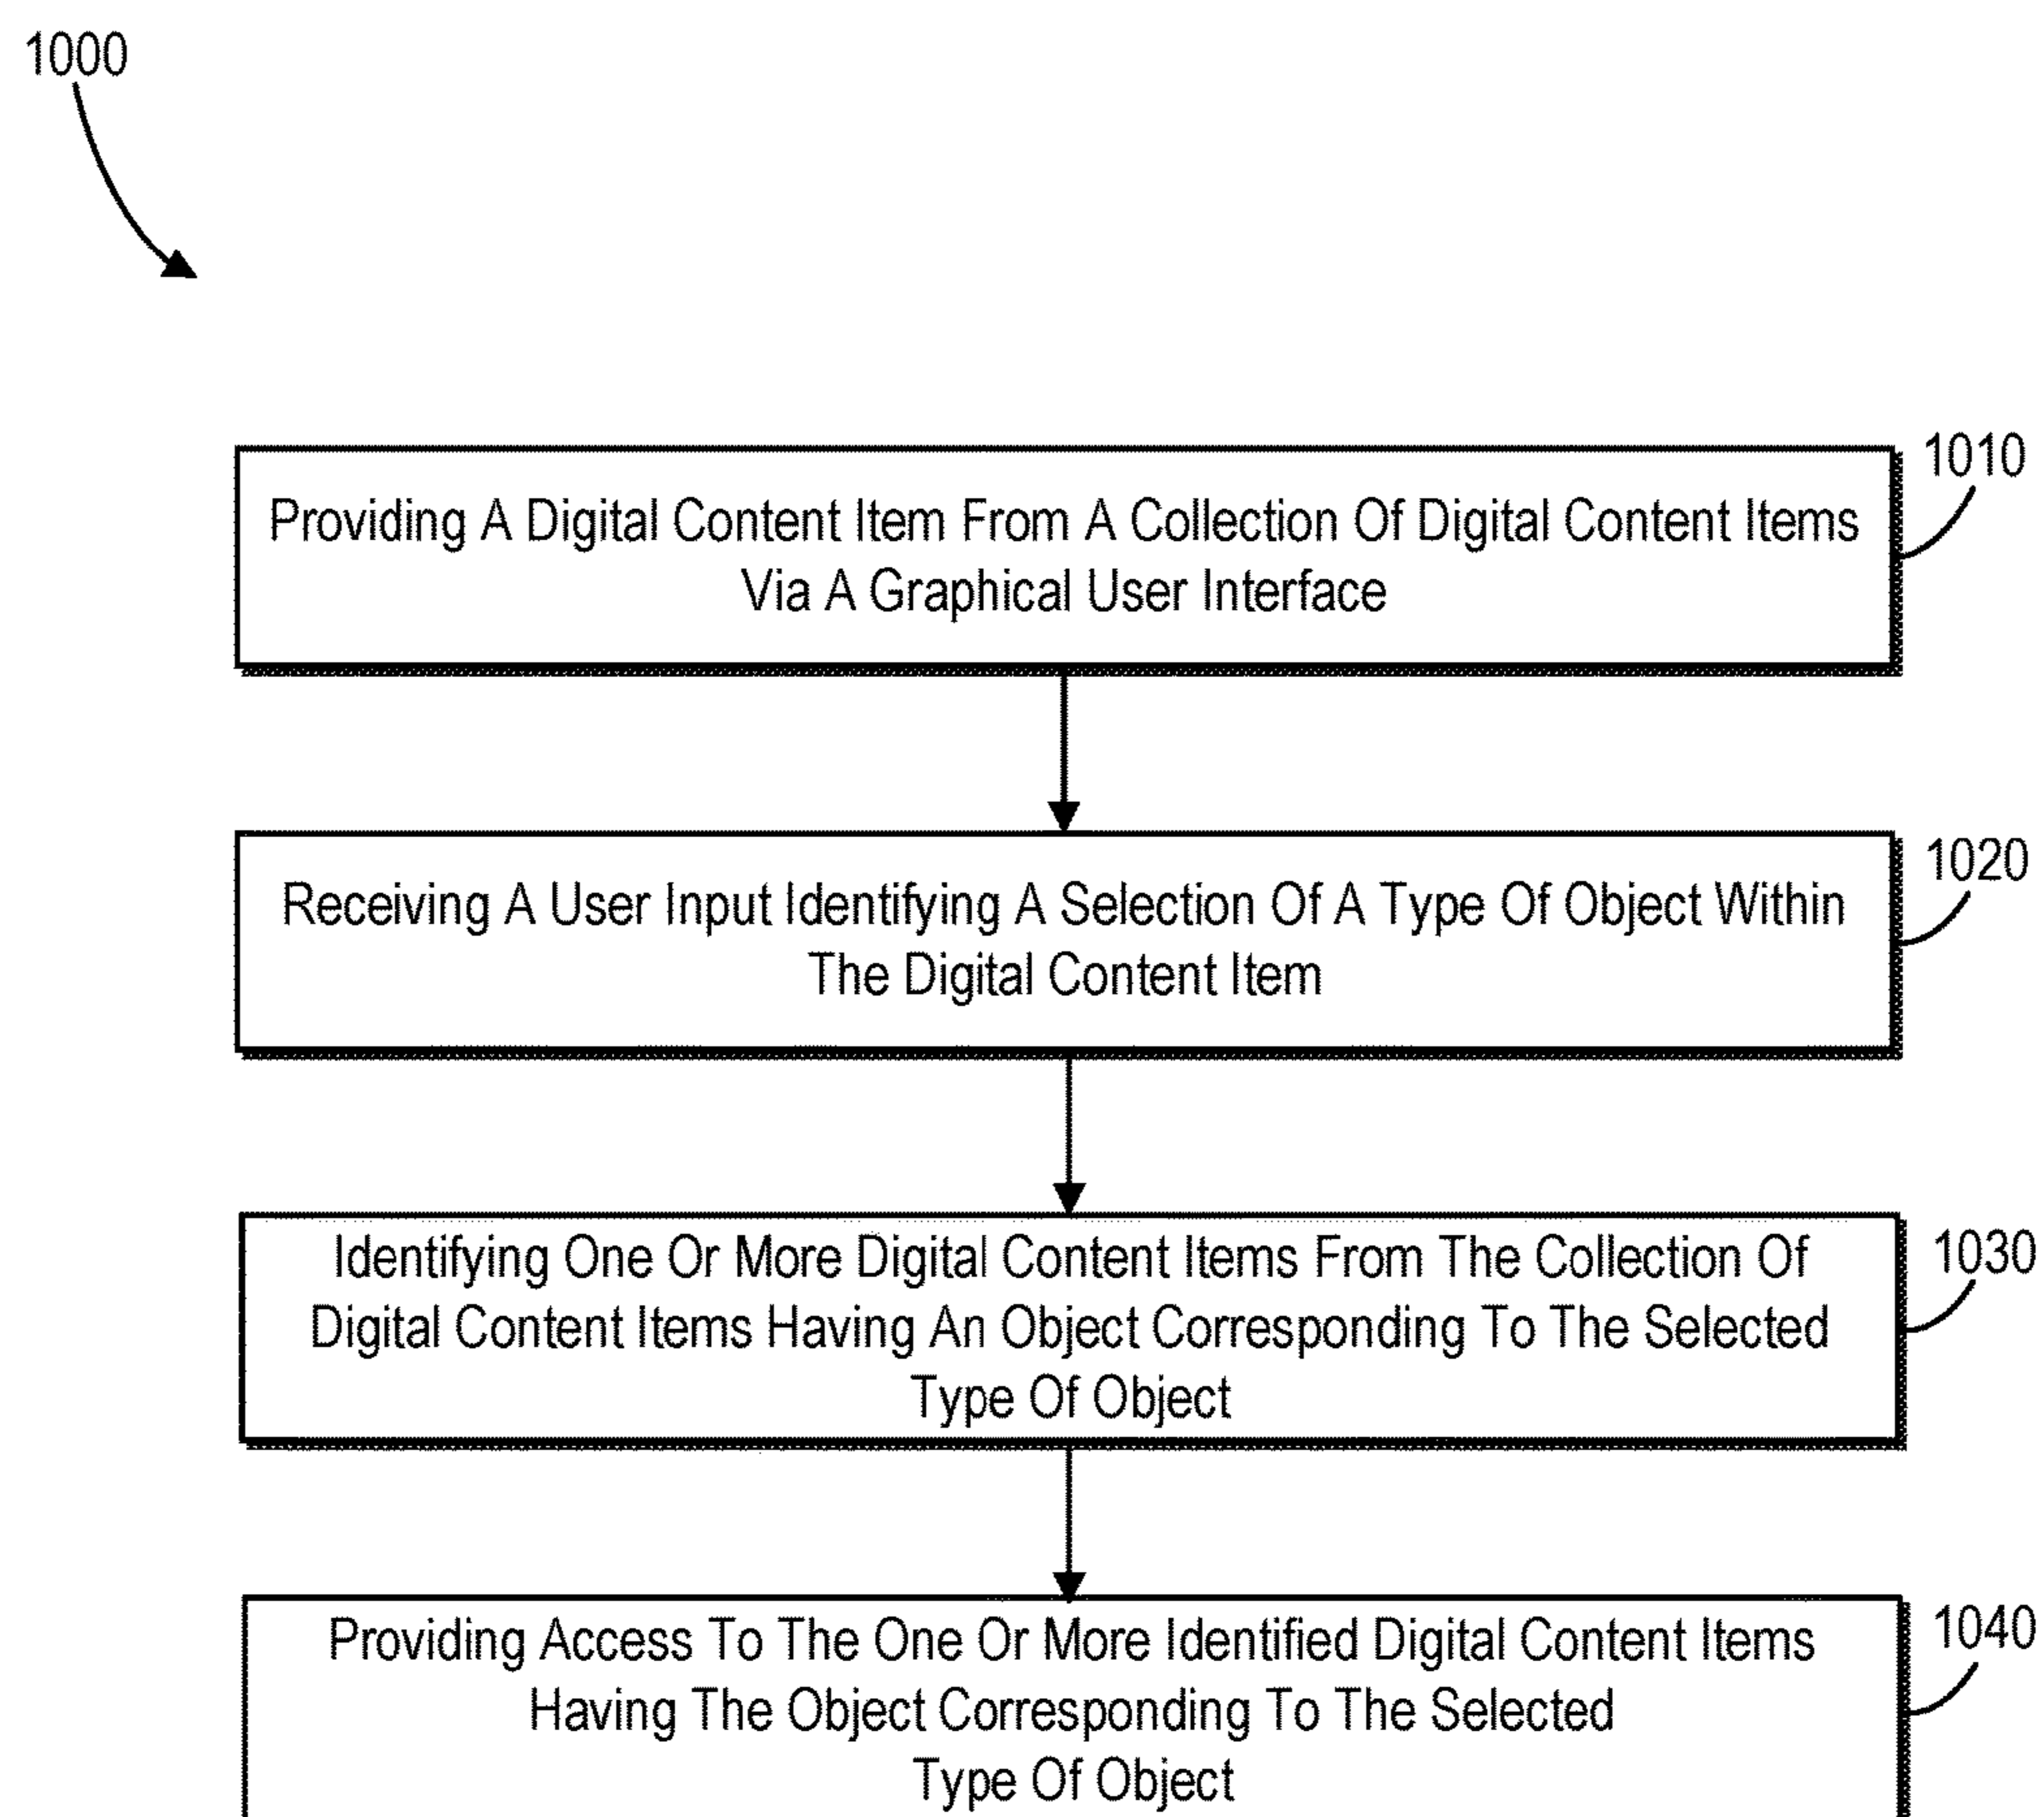 1000
1010
Providing A Digital Content Item From A Collection Of Digital Content Items
Via A Graphical User Interface
1020
Receiving A User Input Identifying A Selection Of A Type Of Object Within
The Digital Content Item
1030
Identifying One Or More Digital Content Items From The Collection Of
Digital Content Items Having An Object Corresponding To The Selected
Type Of Object
1040
Providing Access To The One Or More Identified Digital Content Items
Having The Object Corresponding To The Selected
Type Of Object